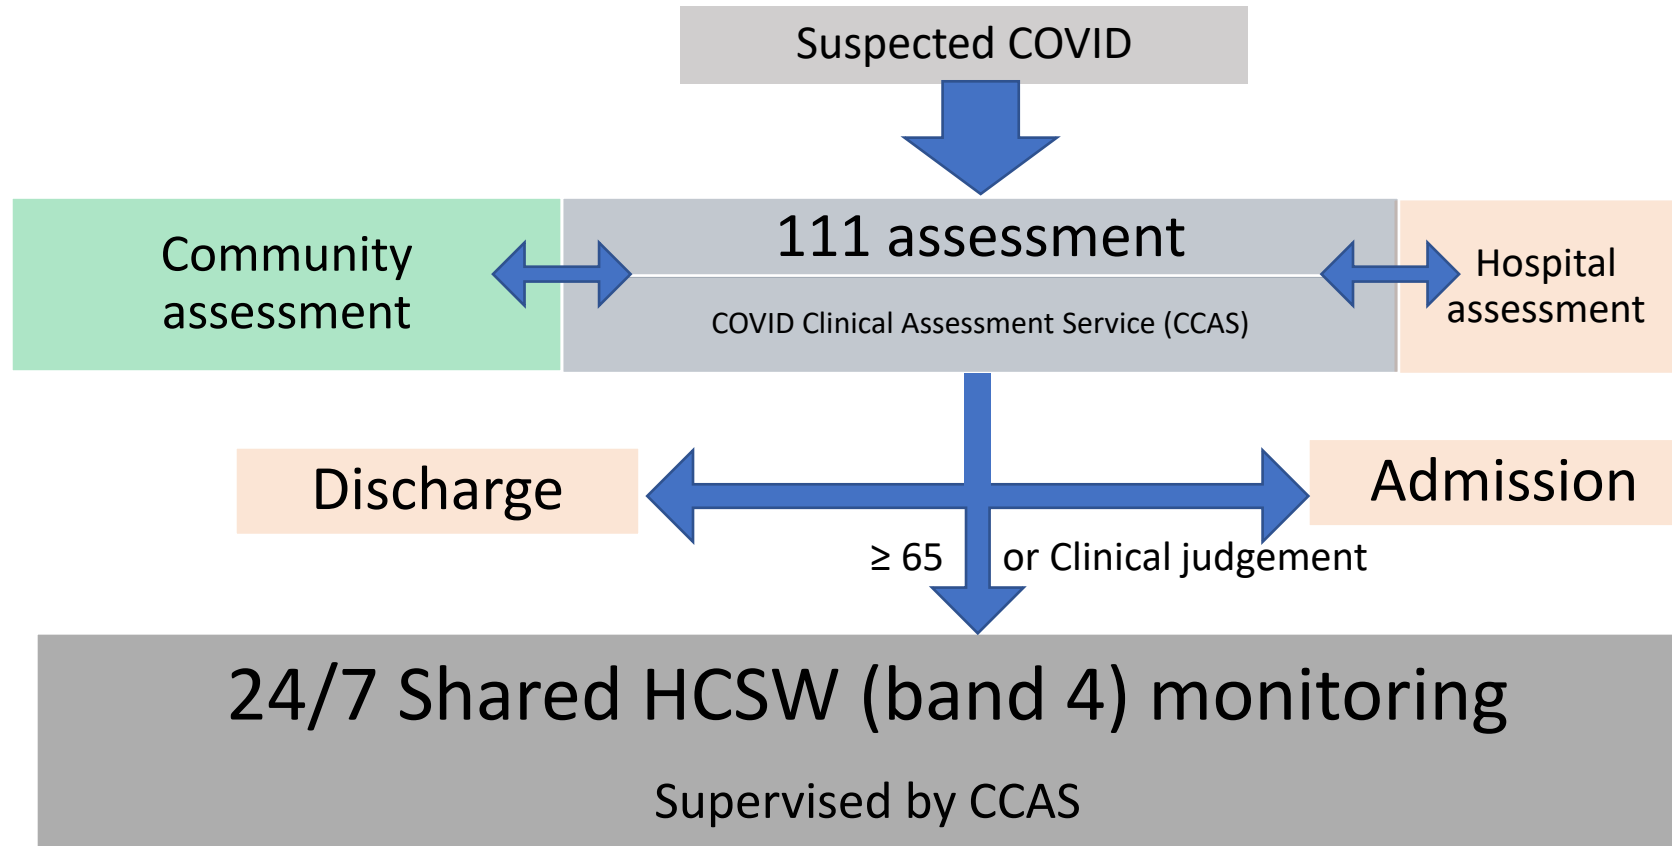 Suspected COVID
Community
assessment
111 assessment
COVID Clinical Assessment Service (CCAS)
Hospital
assessment
Discharge
Admission
≥ 65 or Clinical judgement
24/7 Shared HCSW (band 4) monitoring
Supervised by CCAS